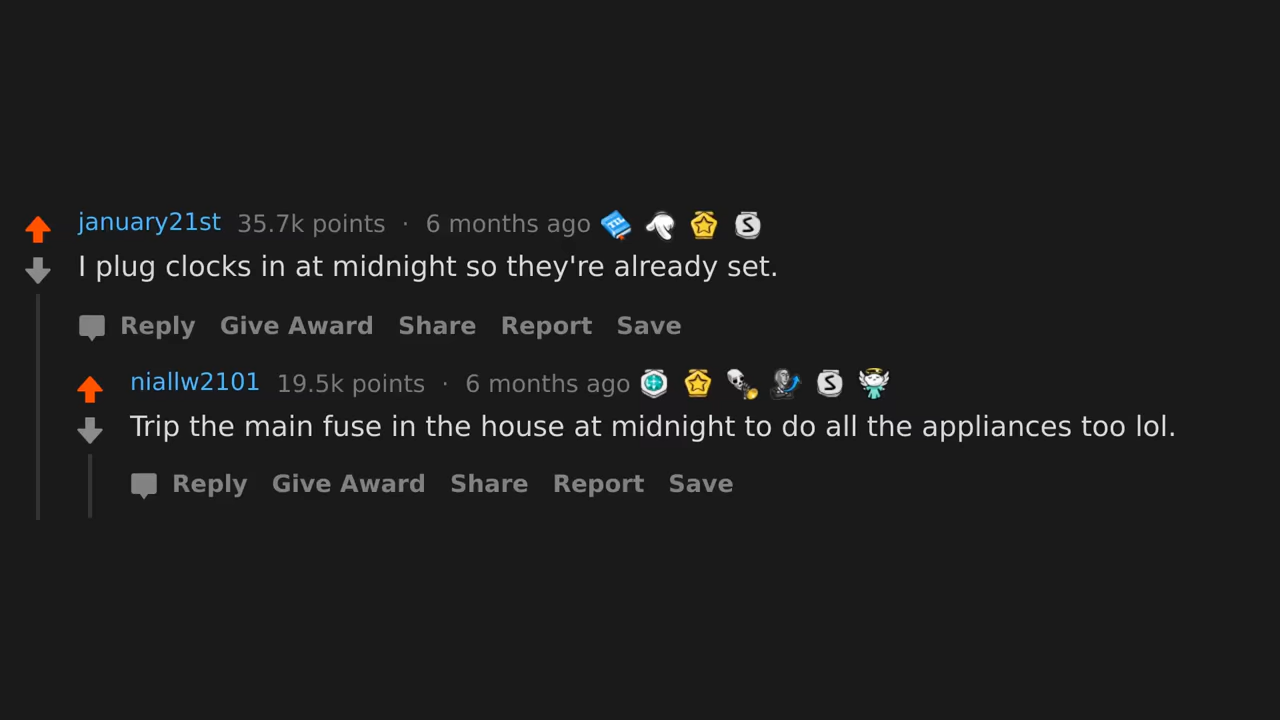 january21st 35.7k points · 6 months ago
I plug clocks in at midnight so they're already set.
Reply Give Award Share Report Save
niallw2101 19.5k points · 6 months ago
Trip the main fuse in the house at midnight to do all the appliances too lol.
Reply Give Award Share Report Save